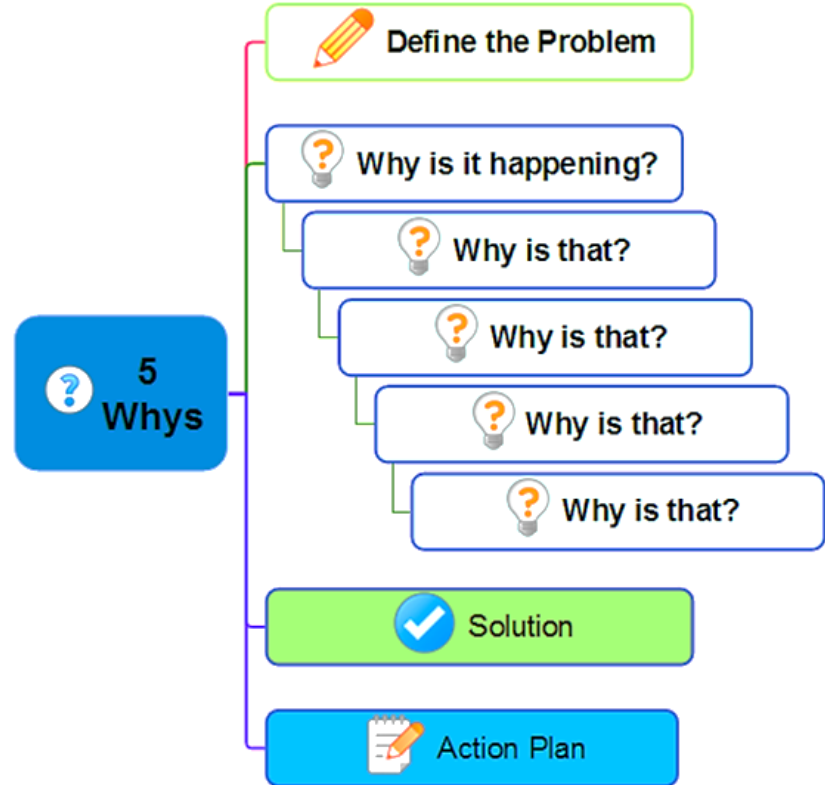 Define the Problem
Why is it happening?
Why is that?
Why is that?
Why is that?
Why is that?
5
Whys
Solution
Action Plan